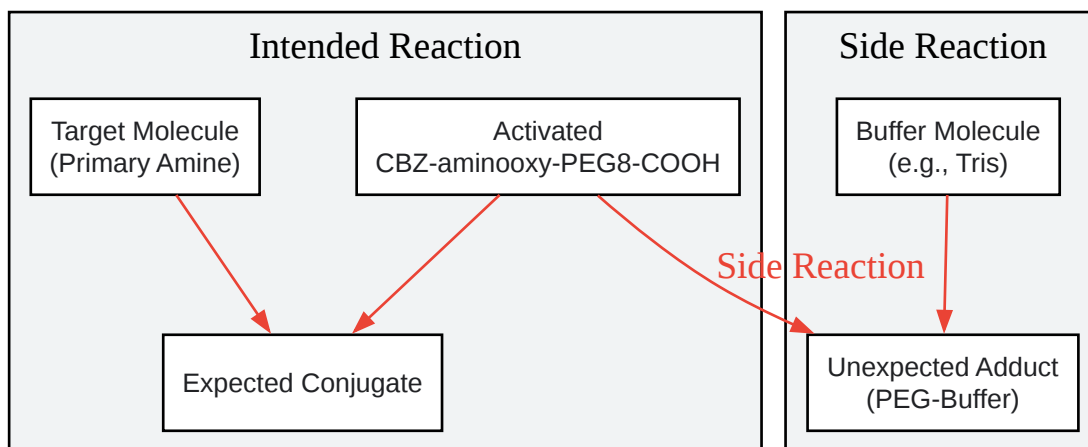 Intended Reaction
Target Molecule
(Primary Amine)
Activated
CBZ-aminooxy-PEG8-COOH
Expected Conjugate
Side Reaction
Buffer Molecule
(e.g., Tris)
Side Reaction
Unexpected Adduct
(PEG-Buffer)